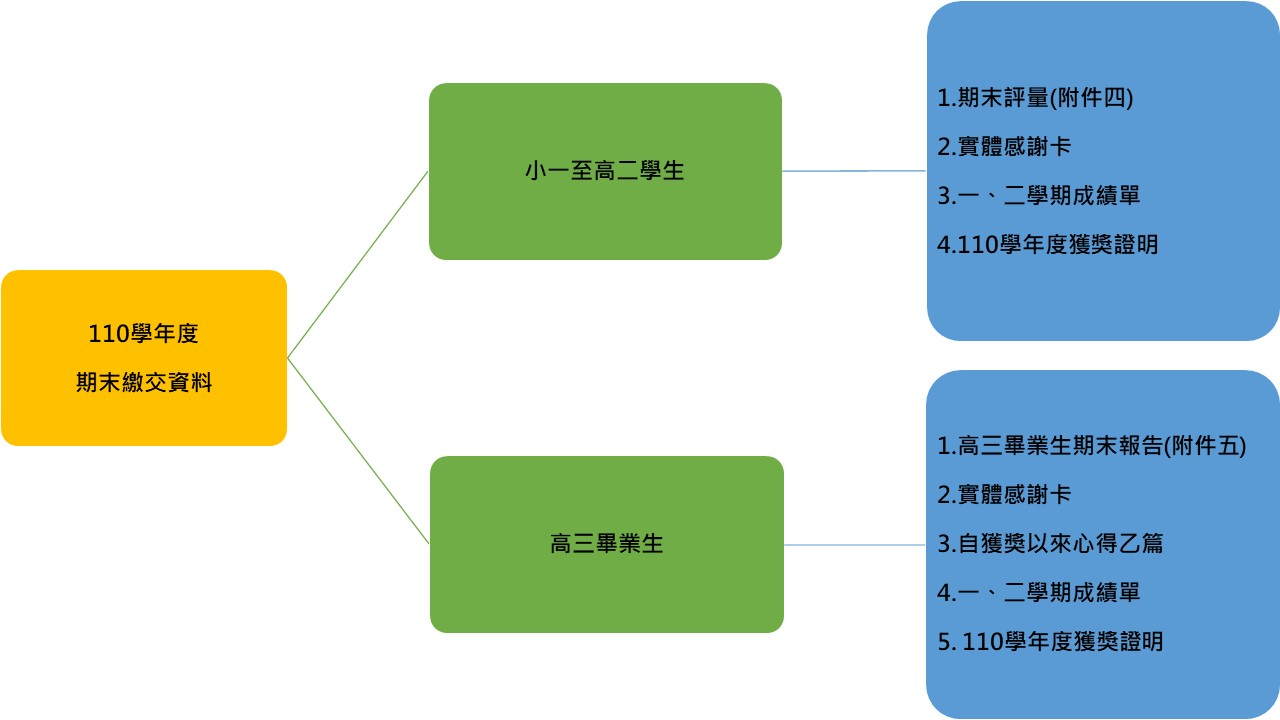 110學年度
期末繳交資料
小一至高二學生
1.期末評量(附件四)
2.實體感謝卡
3.一、二學期成績單
4.110學年度獲獎證明
高三畢業生
1.高三畢業生期末報告(附件五)
2.實體感謝卡
3.自獲獎以來心得乙篇
4.一、二學期成績單
5. 110學年度獲獎證明